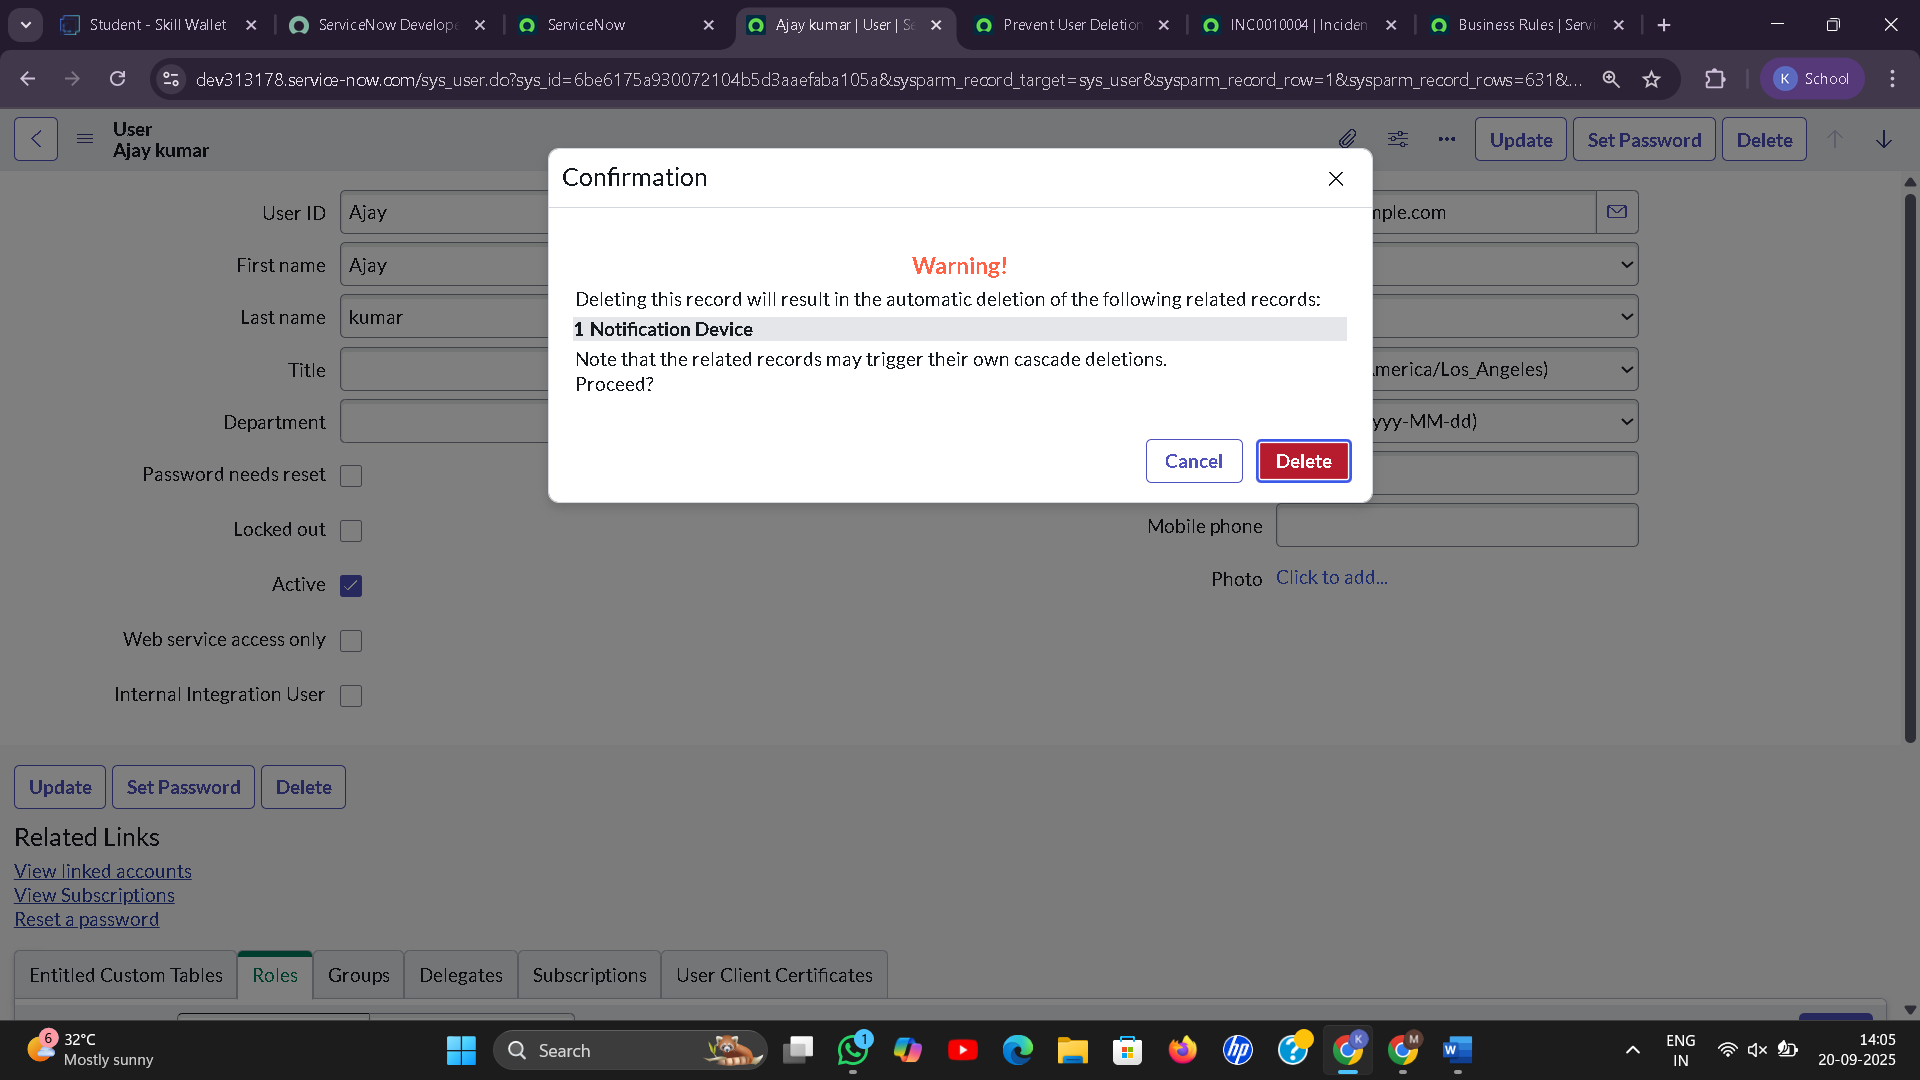 Student - Skill Wallet
ServiceNow Develope
ServiceNow
Ajay kumar | User | Se
Prevent User Deletion
INC0010004 | Inciden
Business Rules | Servi
dev313178.service-now.com/sys_user.do?sys_id=6be6175a930072104b5d3aaefaba105a&sysparm_record_target=sys_user&sysparm_record_row=1&sysparm_record_rows=631&...
K School
User
Ajay kumar
Update
Set Password
Delete
Confirmation
Warning!
Deleting this record will result in the automatic deletion of the following related records:
1 Notification Device
Note that the related records may trigger their own cascade deletions.
Proceed?
Cancel
Delete
User ID
Ajay
First name
Ajay
Last name
kumar
Title
Department
Password needs reset
Locked out
Active
Web service access only
Internal Integration User
mple.com
merica/Los_Angeles)
yyy-MM-dd)
Mobile phone
Photo
Click to add...
Update
Set Password
Delete
Related Links
View linked accounts
View Subscriptions
Reset a password
Entitled Custom Tables
Roles
Groups
Delegates
Subscriptions
User Client Certificates
6
32°C
Mostly sunny
Search
1
hp
?
K
M
W
ENG
IN
14:05
20-09-2025